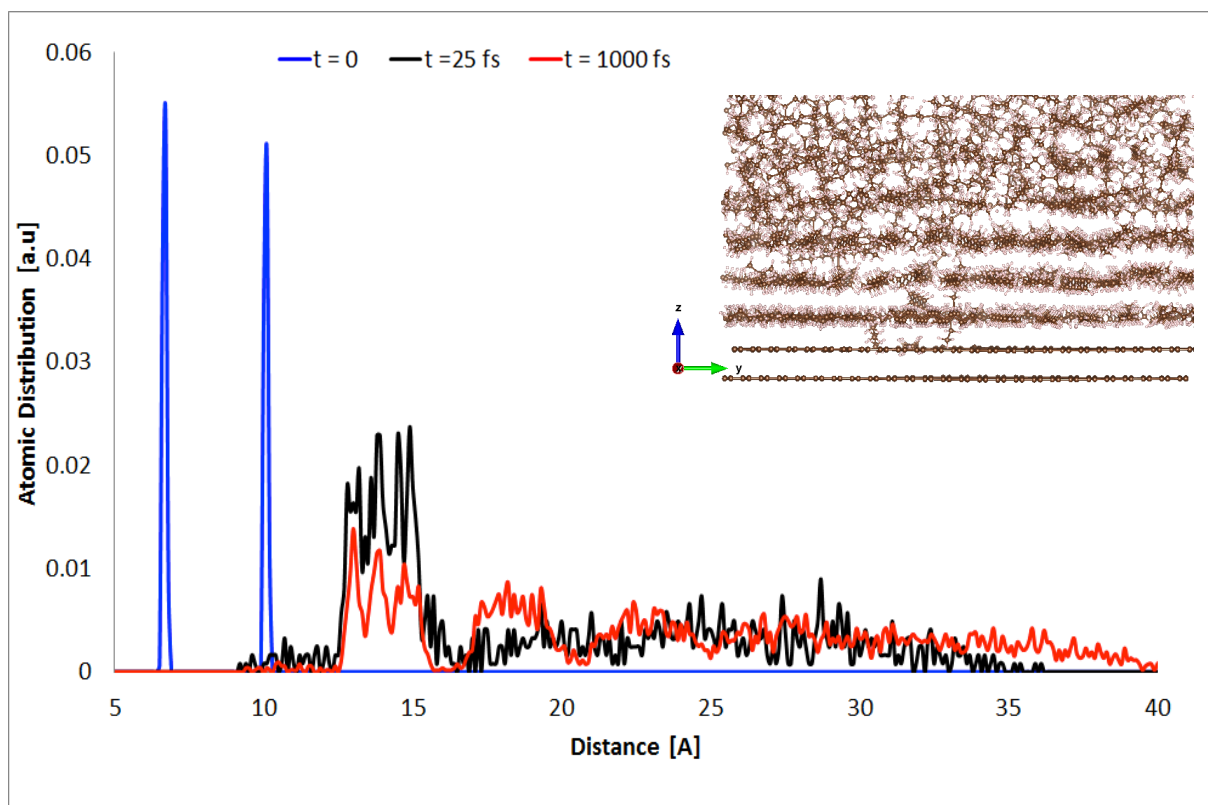 t = 0 t =25 fs t = 1000 fs
0.06
0.05
0.04
0.03
0.02
0.01
0
Atomic Distribution [a.u]
z
x y
5 10 15 20 25 30 35 40
Distance [A]